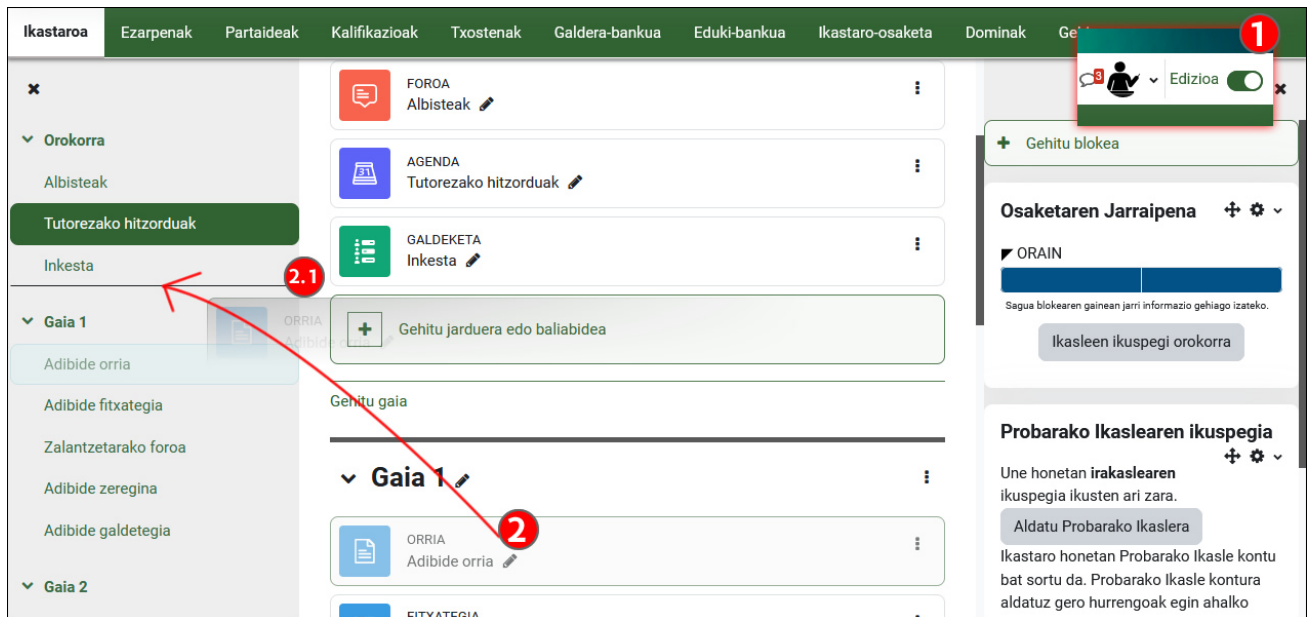 Ikastaroa Ezarpenak Partaideak Kalifikazioak Txostenak Galdera-bankua Eduki-bankua Ikastaro-osaketa Dominak
1
3
Edizioa
Orokorra
Albisteak
Tutorezako hitzorduak
Inkesta
Gaia 1
Adibide orria
Adibide fitxategia
Zalantzetarako foroa
Adibide zeregina
Adibide galdetegia
Gaia 2
FOROA
Albisteak
AGENDA
31
Tutorezako hitzorduak
GALDEKETA
Inkesta
2.1
ORRIA
Adibide orria
Gehitu jarduera edo baliabidea
Gehitu gaia
Gaia 1
2
ORRIA
Adibide orria
FITXATEGIA
Gehitu blokea
Osaketaren Jarraipena
ORAIN
Sagua blokearen gainean jarri informazio gehiago izateko.
Ikasleen ikuspegi orokorra
Probarako Ikaslearen ikuspegia
Une honetan irakaslearen
ikuspegia ikusten ari zara.
Aldatu Probarako Ikaslera
Ikastaro honetan Probarako Ikasle kontu
bat sortu da. Probarako Ikasle kontura
aldatuz gero hurrengoak egin ahalko